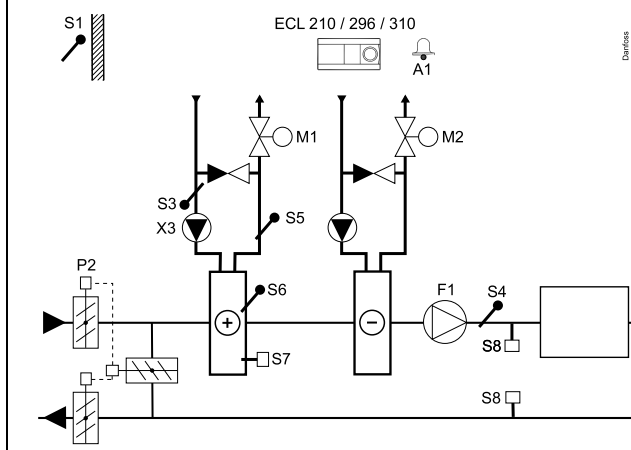 S1
ECL 210 / 296 / 310
A1
Danfoss
M1
M2
S3
X3
S5
P2
S6
F1
S4
+
−
S8
S7
S8